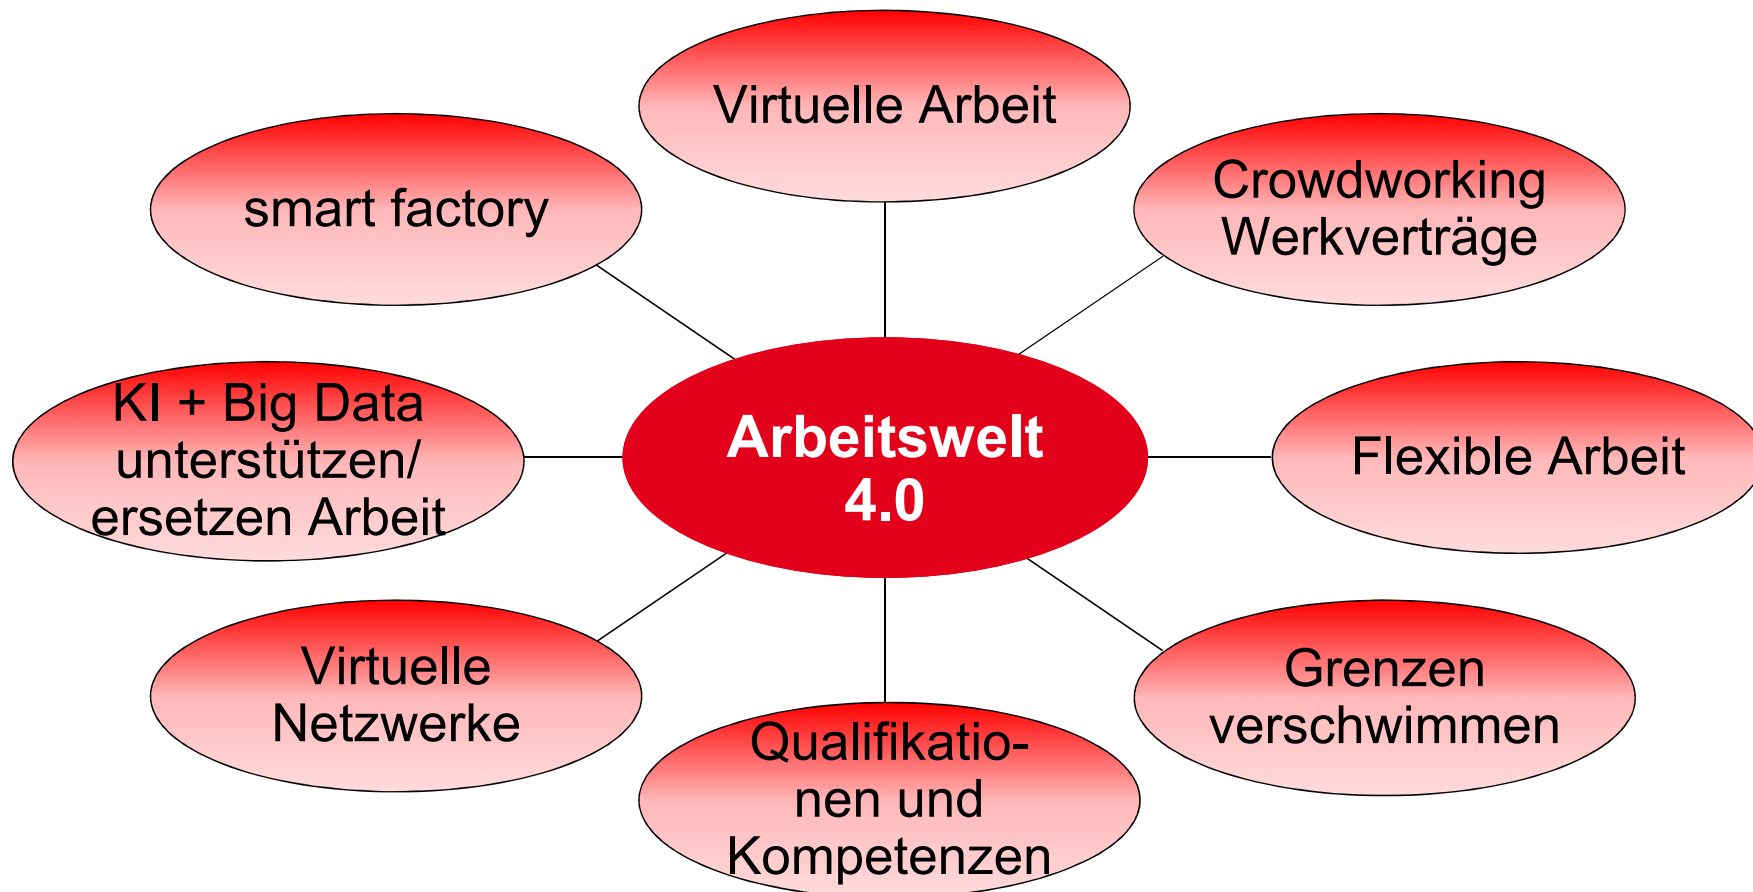 Virtuelle Arbeit
smart factory
Crowdworking
Werkverträge
KI + Big Data
unterstützen/
ersetzen Arbeit
Arbeitswelt
4.0
Flexible Arbeit
Virtuelle
Netzwerke
Qualifikatio-
nen und
Kompetenzen
Grenzen
verschwimmen